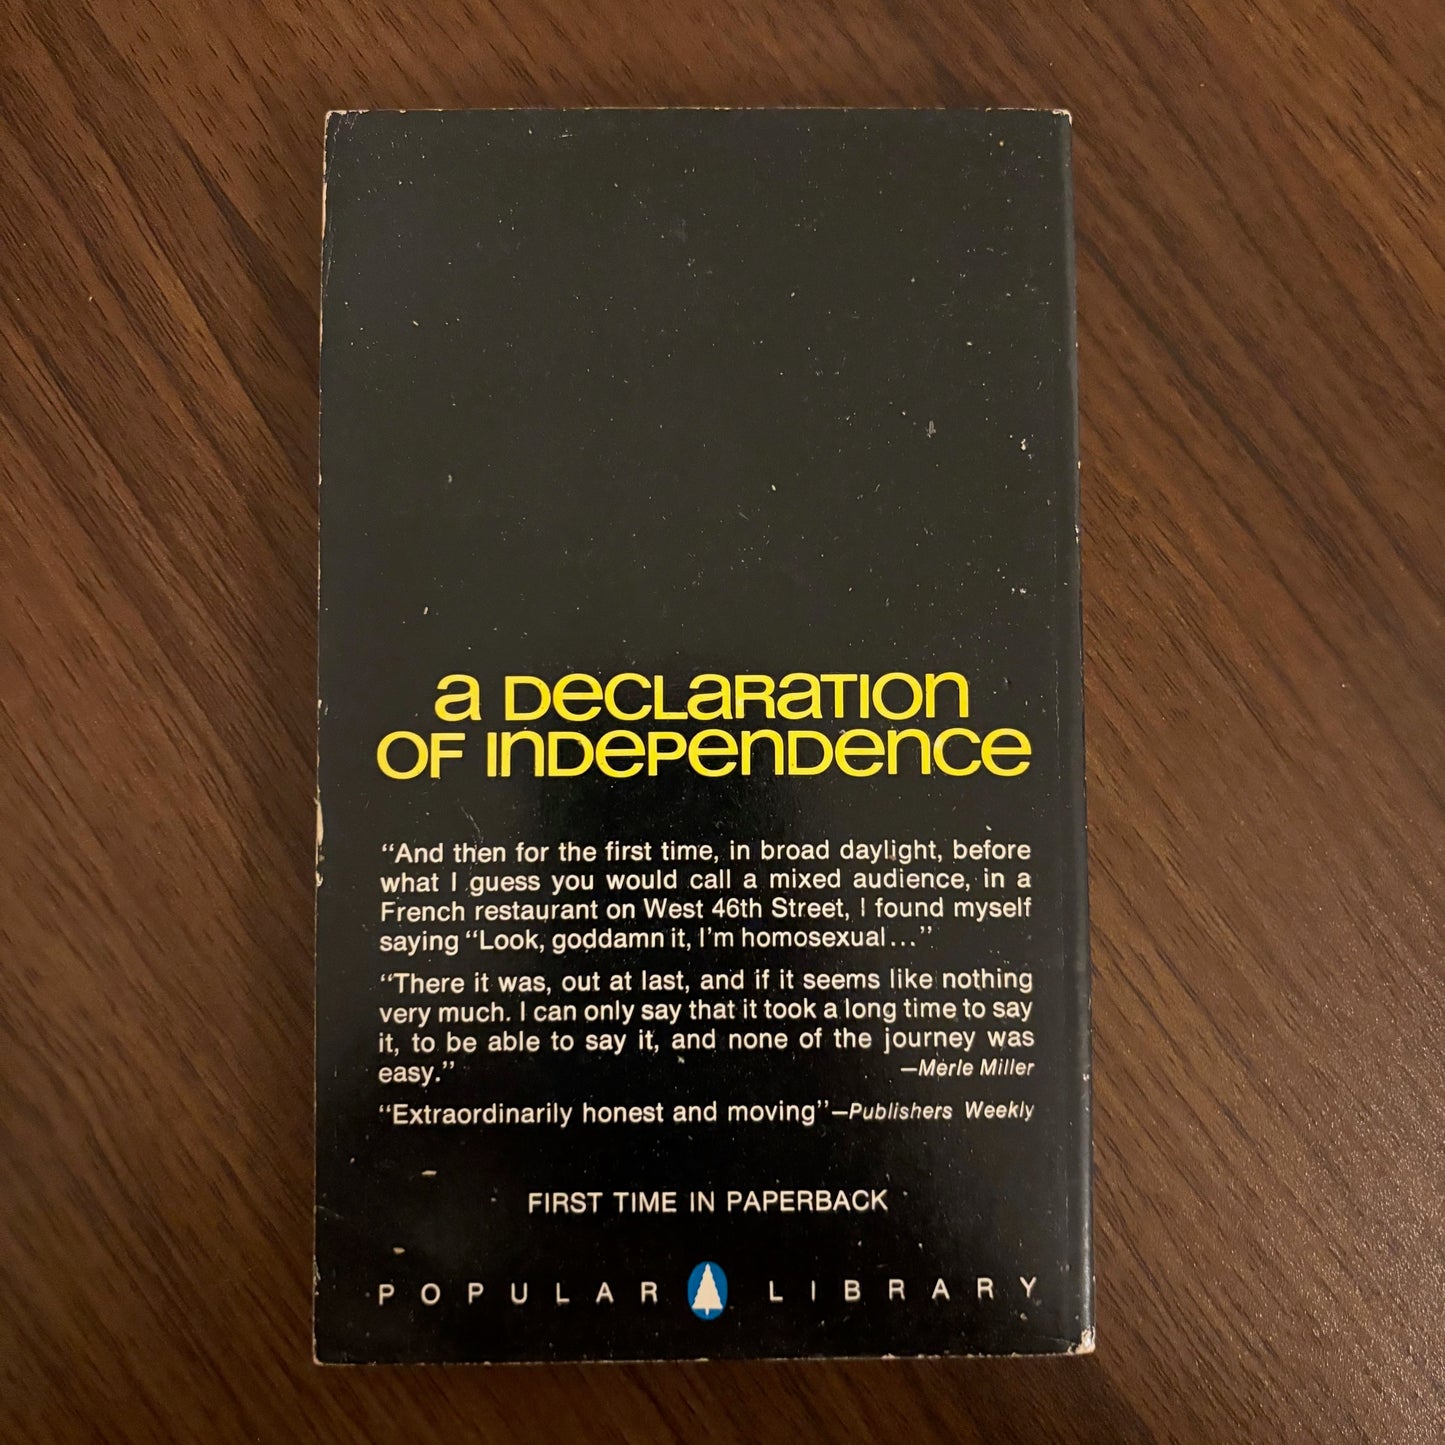 a DeCLaRATION
OF InDePenDence
“And then for the first time, in broad daylight, before
what I guess you would call a mixed audience, in a
French restaurant on West 46th Street, I found myself
saying “Look, goddamn it, I’m homosexual...”
“There it was, out at last, and if it seems like nothing
very much. I can only say that it took a long time to say
it, to be able to say it, and none of the journey was
easy.” —Merle Miller
“Extraordinarily honest and moving”—Publishers Weekly
FIRST TIME IN PAPERBACK
POPULAR LIBRARY